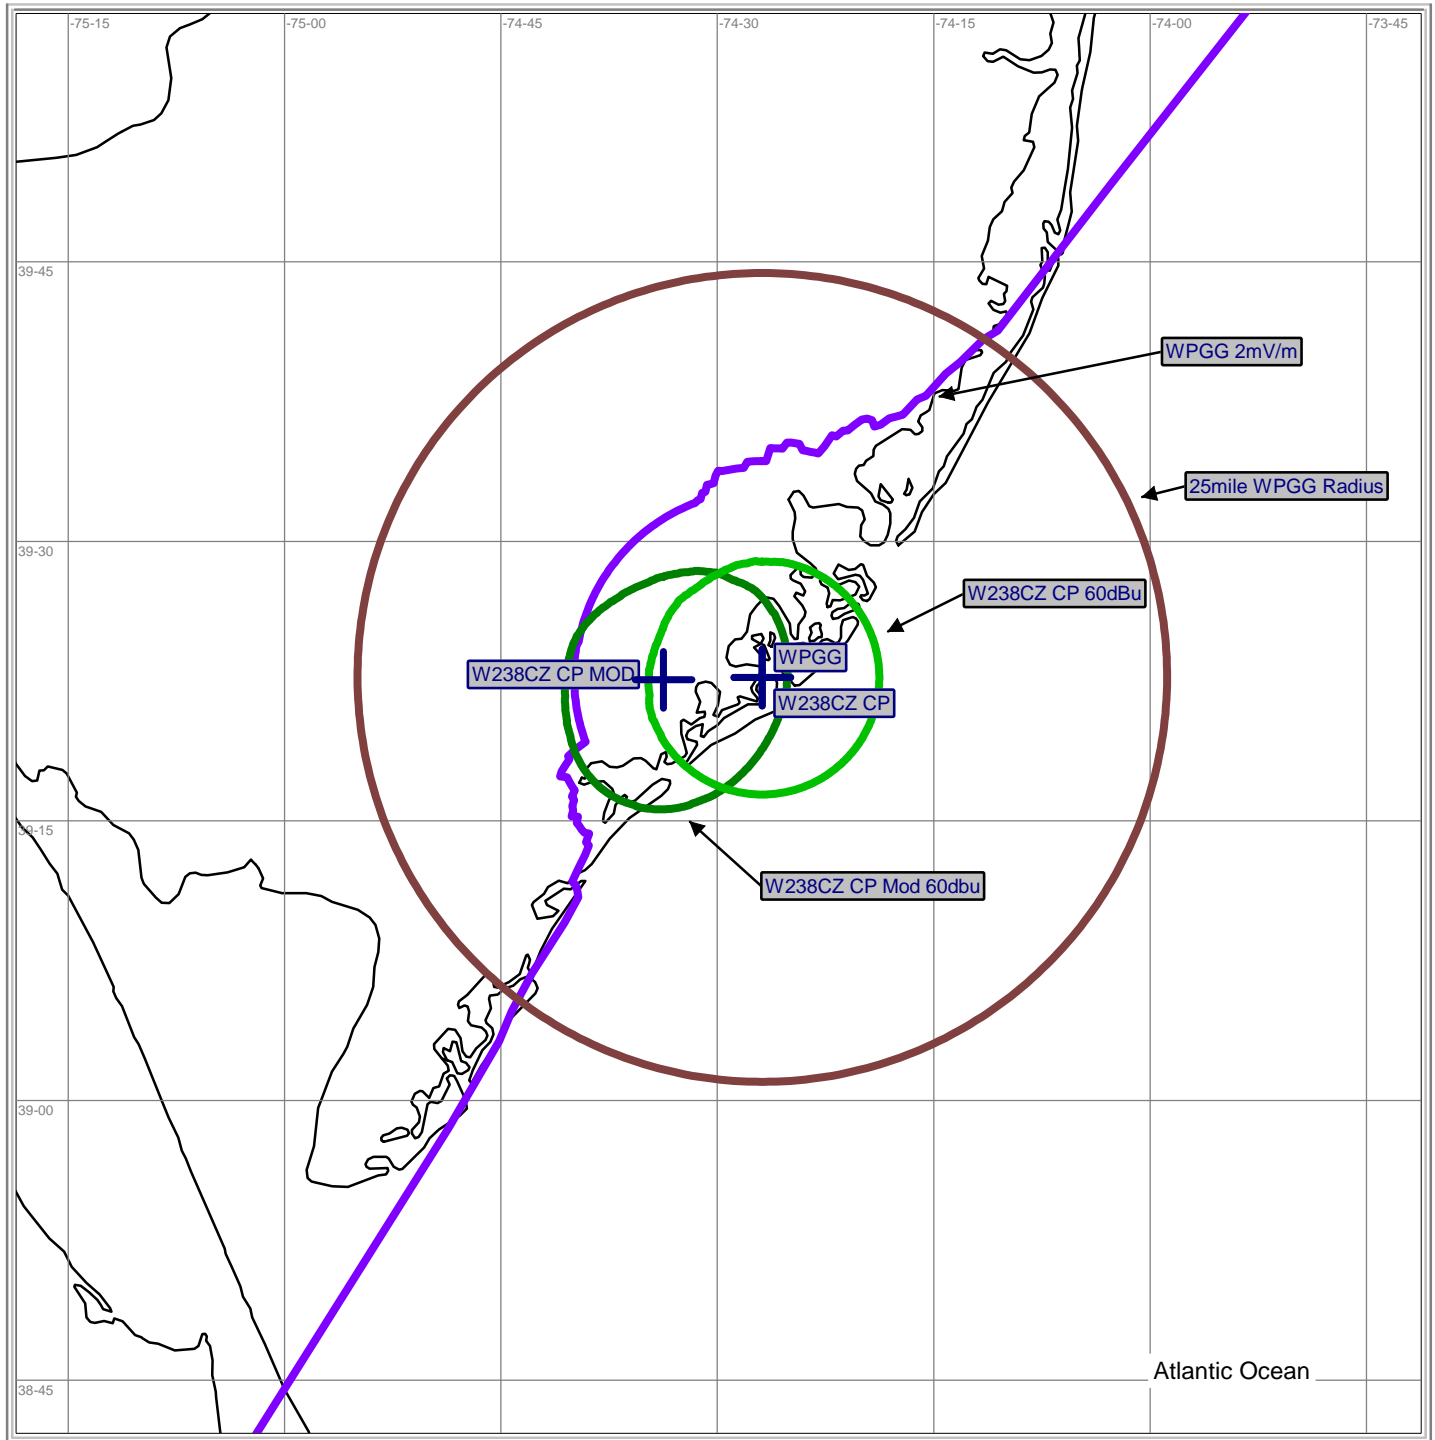 -75-15
-75-00
-74-45
-74-30
-74-15
-74-00
-73-45
39-45
WPGG 2mV/m
25mile WPGG Radius
39-30
W238CZ CP 60dBu
WPGG
W238CZ CP MOD
W238CZ CP
39-15
W238CZ CP Mod 60dbu
39-00
Atlantic Ocean
38-45